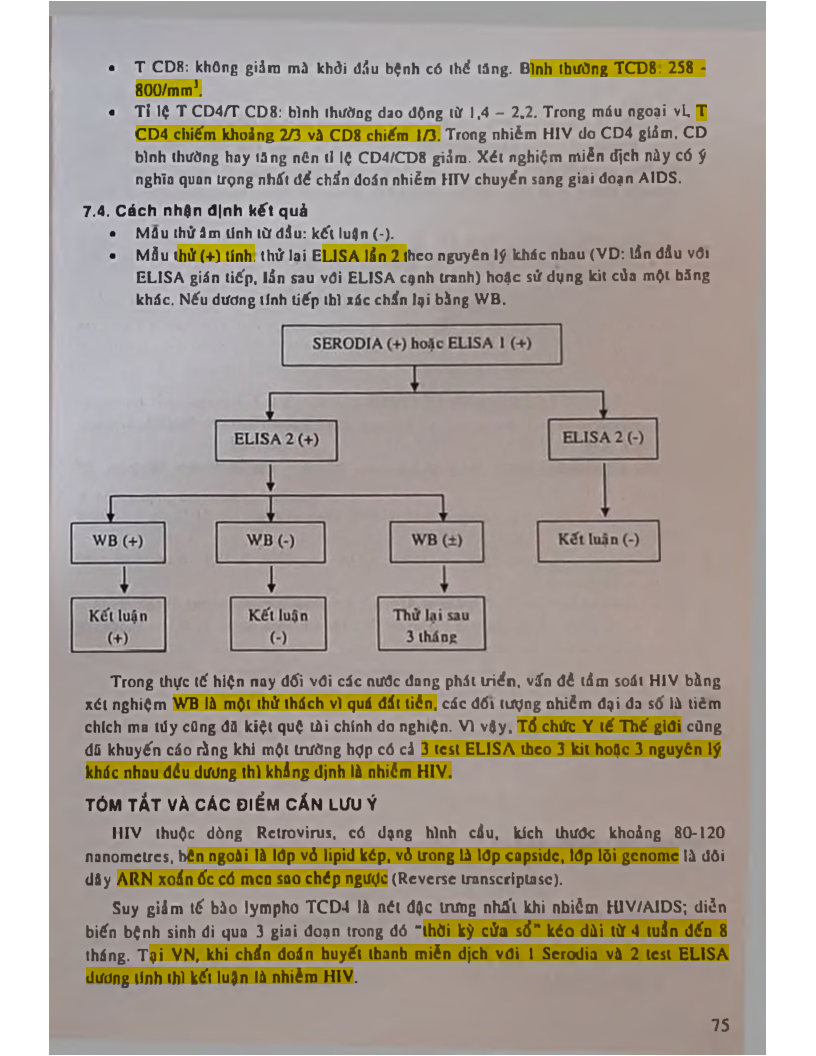 • T CD8: không giảm mà khởi đầu bệnh có thể tăng. Bình thường TCD8: 258 -
800/mm³.
• Tỉ lệ T CD4/T CD8: bình thường dao động từ 1,4 – 2,2. Trong máu ngoại vi, T
CD4 chiếm khoảng 2/3 và CD8 chiếm 1/3. Trong nhiễm HIV do CD4 giảm, CD
bình thường hay tăng nên tỉ lệ CD4/CD8 giảm. Xét nghiệm miễn dịch này có ý
nghĩa quan trọng nhất để chẩn đoán nhiễm HIV chuyển sang giai đoạn AIDS.
7.4. Cách nhận định kết quả
• Mẫu thử âm tính từ đầu: kết luận (-).
• Mẫu thử (+) tính: thử lại ELISA lần 2 theo nguyên lý khác nhau (VD: lần đầu với
ELISA gián tiếp, lần sau với ELISA cạnh tranh) hoặc sử dụng kit của một hãng
khác. Nếu dương tính tiếp thì xác chẩn lại bằng WB.
SERODIA (+) hoặc ELISA 1 (+)
ELISA 2 (+)
ELISA 2 (-)
WB (+)
WB (-)
WB (±)
Kết luận (-)
Kết luận
(+)
Kết luận
(-)
Thử lại sau
3 tháng
Trong thực tế hiện nay đối với các nước đang phát triển, vấn đề tầm soát HIV bằng
xét nghiệm WB là một thử thách vì quá đắt tiền, các đối tượng nhiễm đại đa số là tiêm
chích ma túy cũng đã kiệt quệ tài chính do nghiện. Vì vậy, Tổ chức Y tế Thế giới cũng
đã khuyến cáo rằng khi một trường hợp có cả 3 test ELISA theo 3 kit hoặc 3 nguyên lý
khác nhau đều dương thì khẳng định là nhiễm HIV.
TÓM TẮT VÀ CÁC ĐIỂM CẦN LƯU Ý
HIV thuộc dòng Retrovirus, có dạng hình cầu, kích thước khoảng 80-120
nanometres, bên ngoài là lớp vỏ lipid kép, vỏ trong là lớp capside, lớp lõi genome là đôi
dây ARN xoắn ốc có men sao chép ngược (Reverse transcriptase).
Suy giảm tế bào lympho TCD4 là nét đặc trưng nhất khi nhiễm HIV/AIDS; diễn
biến bệnh sinh đi qua 3 giai đoạn trong đó "thời kỳ cửa sổ" kéo dài từ 4 tuần đến 8
tháng. Tại VN, khi chẩn đoán huyết thanh miễn dịch với 1 Serodia và 2 test ELISA
dương tính thì kết luận là nhiễm HIV.
75